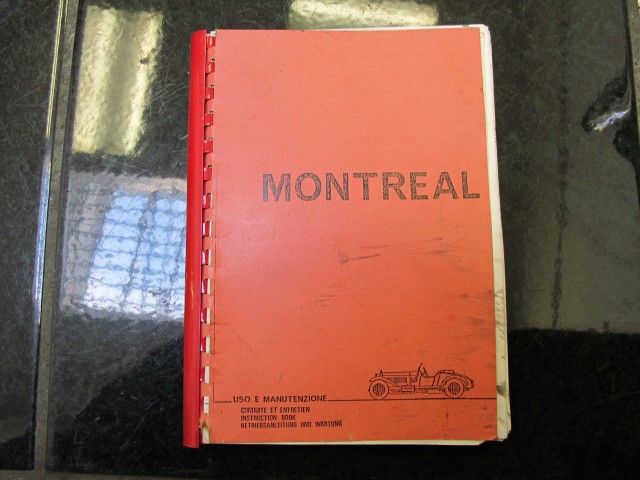 MONTREAL
USO E MANUTENZIONE
CONDUITE ET ENTRETIEN
INSTRUCTION BOOK
BETRIEBSANLEITUNG UND WARTUNG